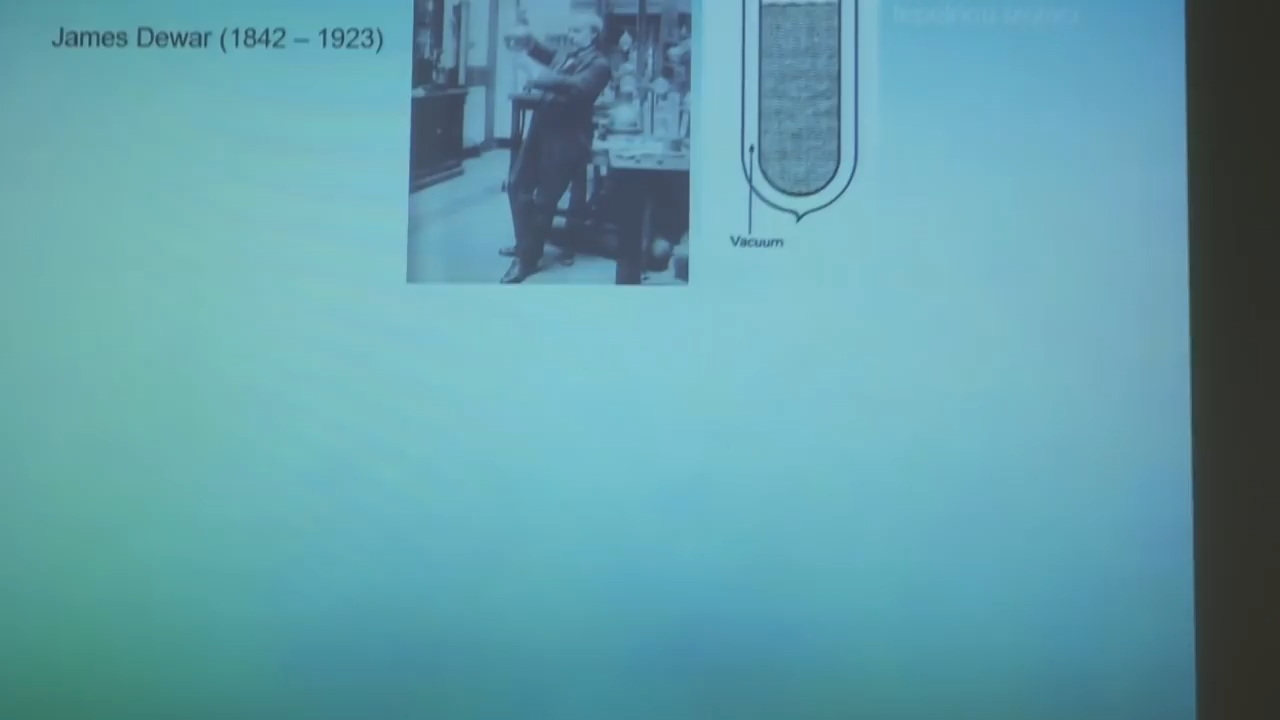 James Dewar (1842 – 1923)
Vacuum